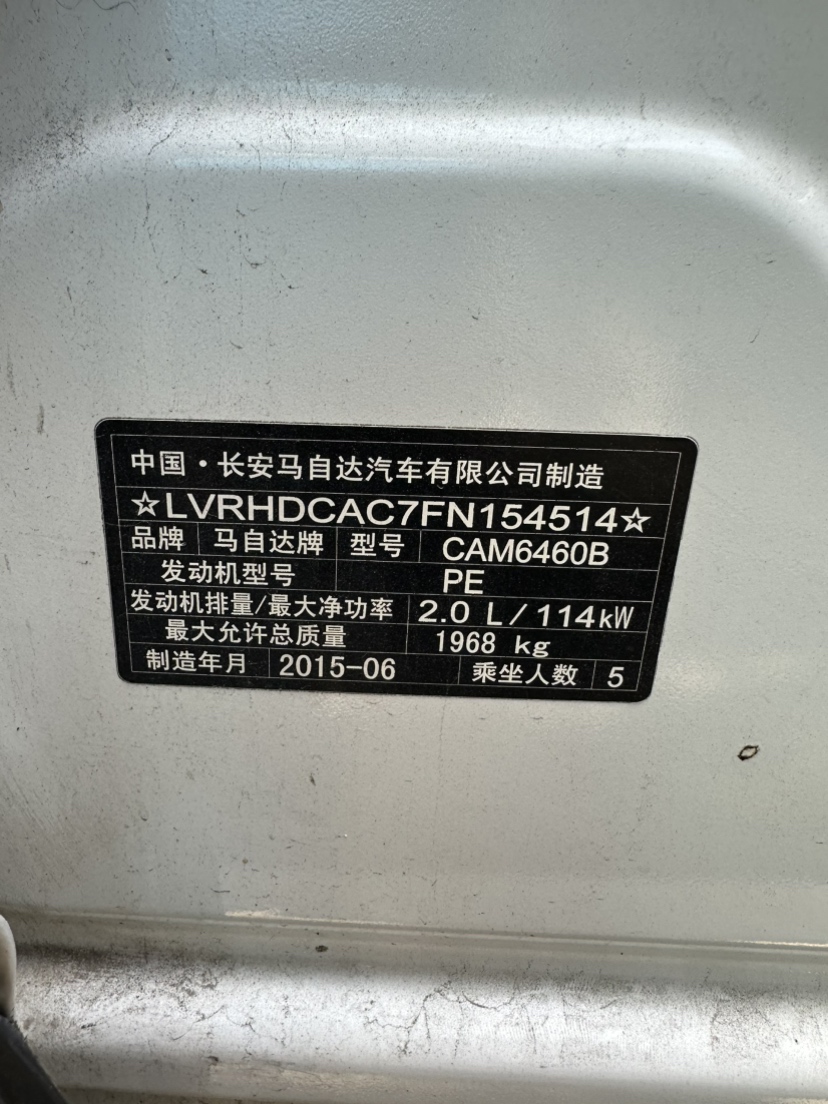 中国·长安马自达汽车有限公司制造
☆LVRHDCAC7FN154514☆
品牌 马自达牌 型号 CAM6460B
发动机型号 PE
发动机排量/最大净功率 2.0 L/114kW
最大允许总质量 1968 kg
制造年月 2015-06 乘坐人数 5